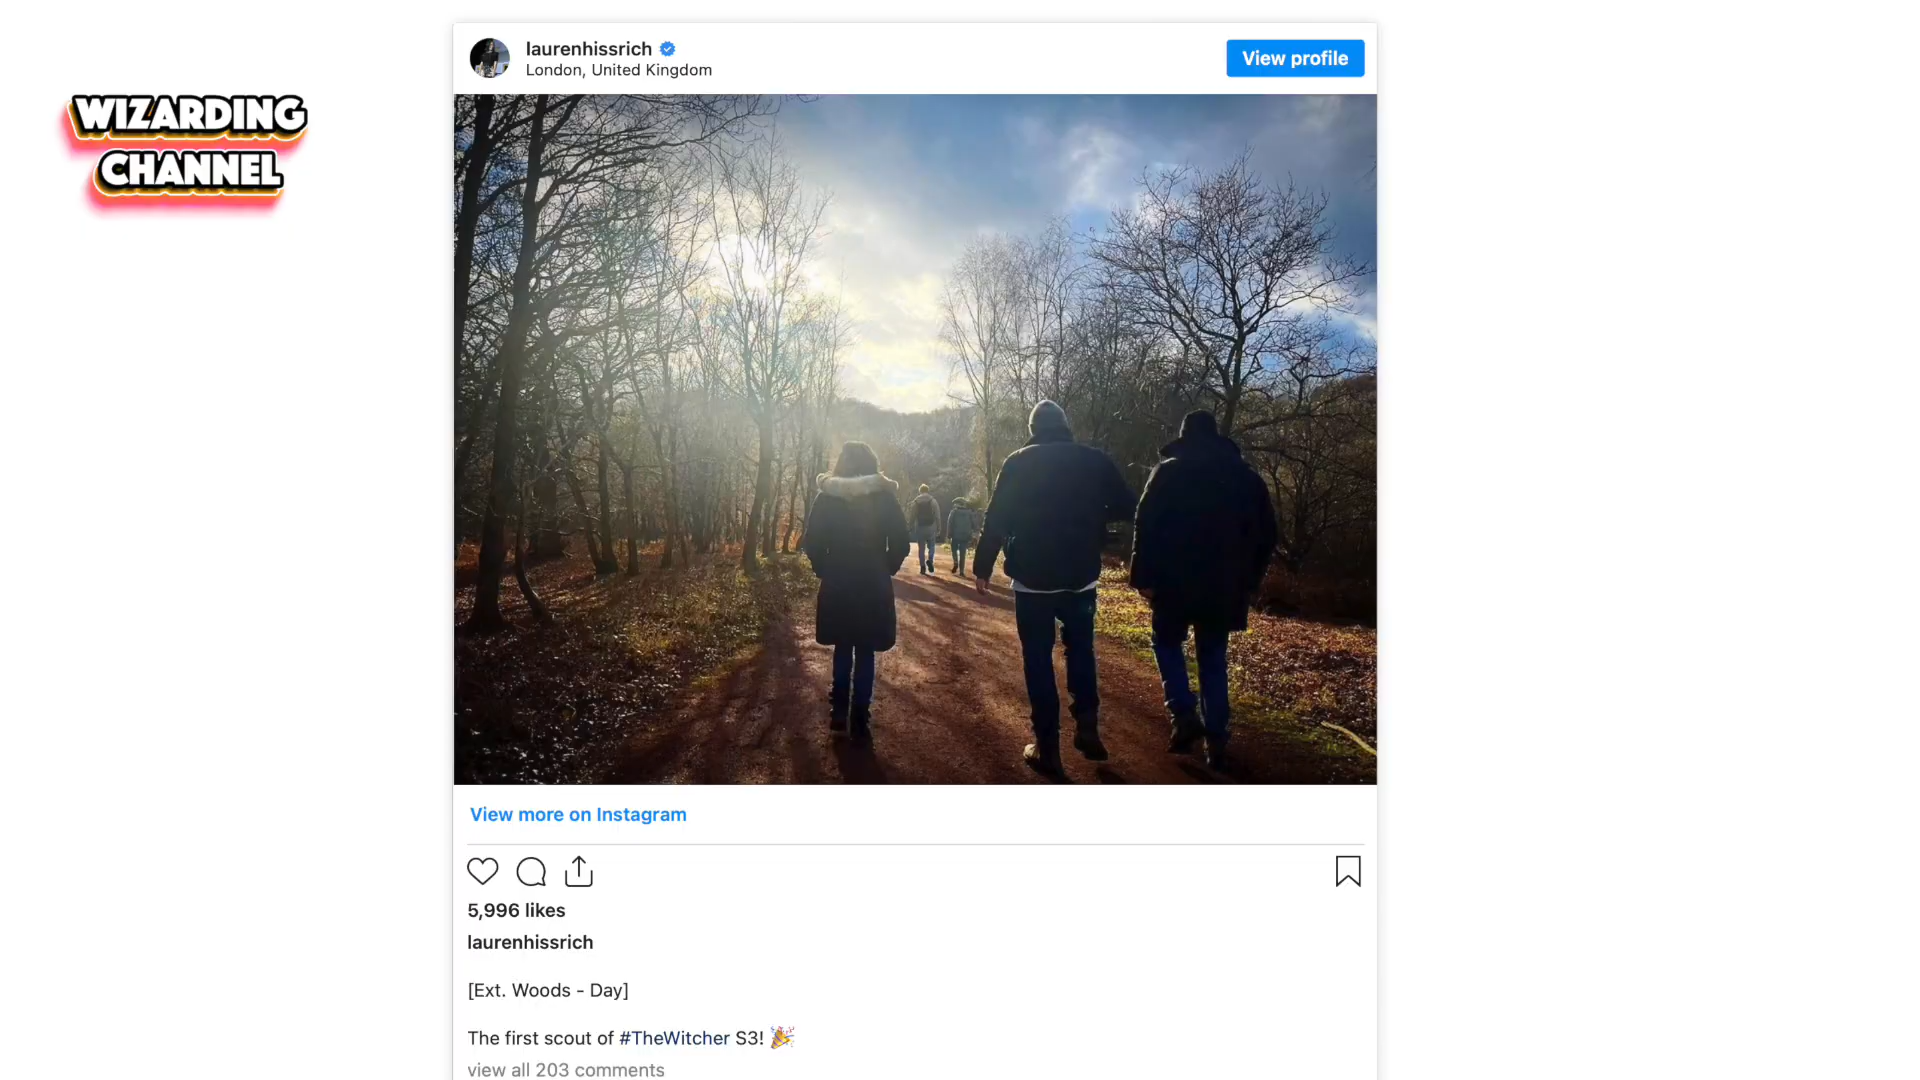 WIZARDING
CHANNEL
laurenhissrich
London, United Kingdom
View profile
View more on Instagram
5,996 likes
laurenhissrich
[Ext. Woods - Day]
The first scout of #TheWitcher S3! 🎉
view all 203 comments